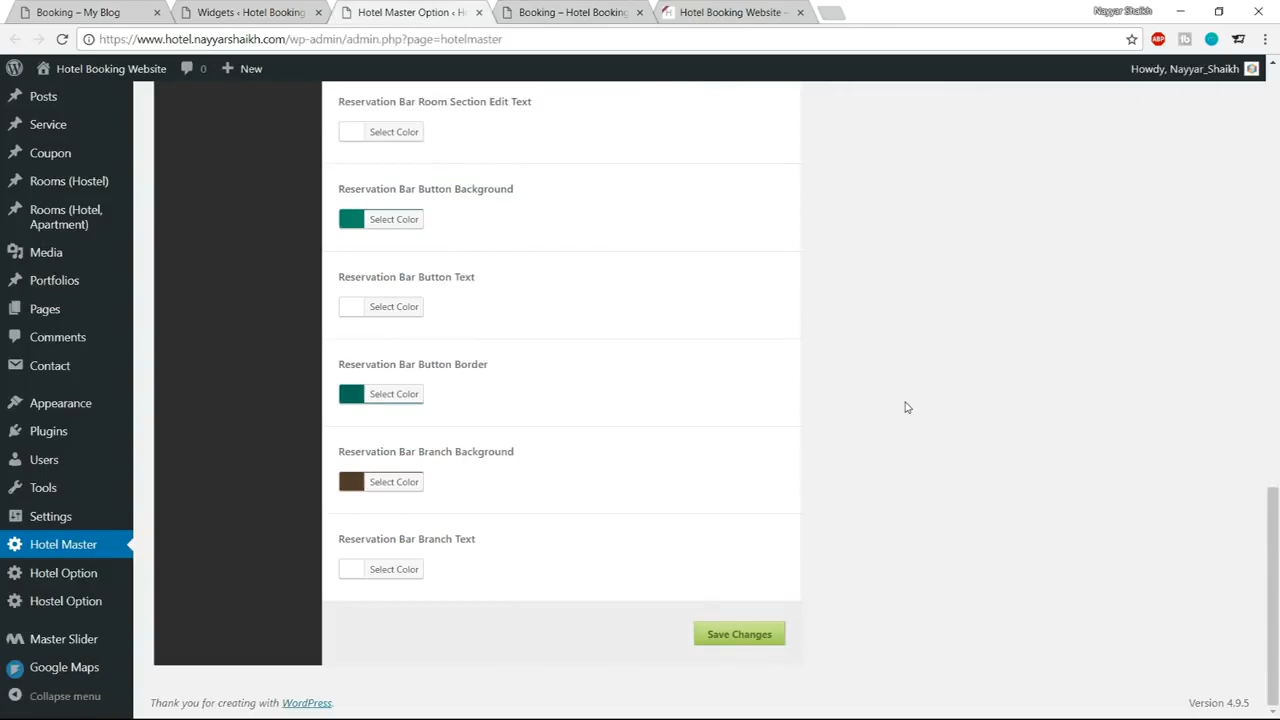 Booking – My Blog
Widgets ‹ Hotel Booking
Hotel Master Option ‹ H
Booking – Hotel Booking
Hotel Booking Website –
Nayyar Shaikh
https://www.hotel.nayyarshaikh.com/wp-admin/admin.php?page=hotelmaster
ABP
Hotel Booking Website
0
New
Howdy, Nayyar_Shaikh
Posts
Service
Coupon
Rooms (Hostel)
Rooms (Hotel,
Apartment)
Media
Portfolios
Pages
Comments
Contact
Appearance
Plugins
Users
Tools
Settings
Hotel Master
Hotel Option
Hostel Option
Master Slider
Google Maps
Collapse menu
Reservation Bar Room Section Edit Text
Select Color
Reservation Bar Button Background
Select Color
Reservation Bar Button Text
Select Color
Reservation Bar Button Border
Select Color
Reservation Bar Branch Background
Select Color
Reservation Bar Branch Text
Select Color
Save Changes
Thank you for creating with WordPress.
Version 4.9.5